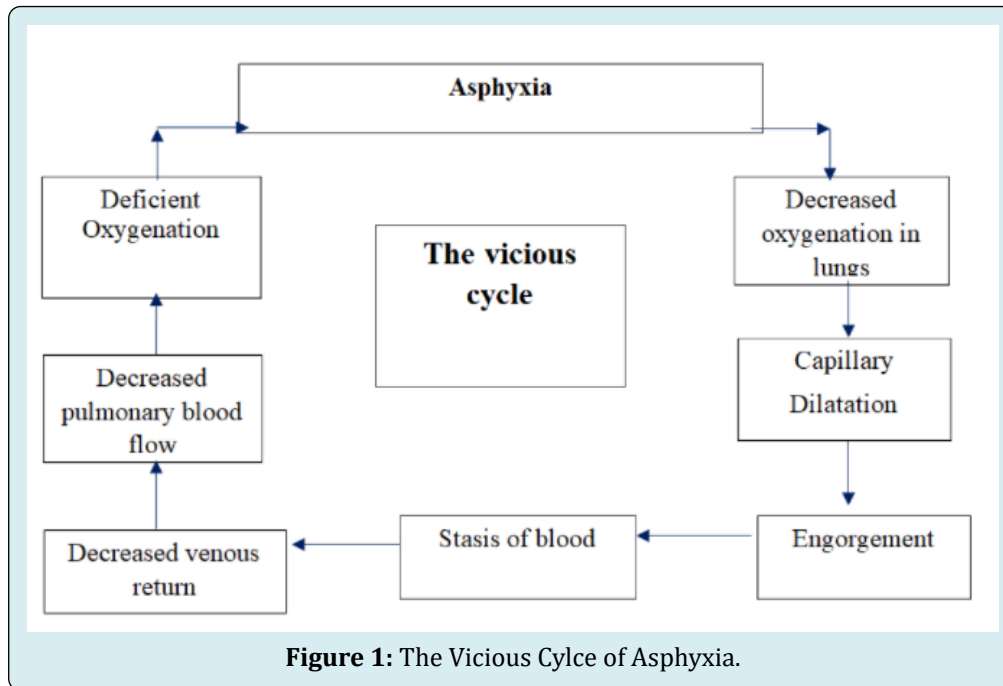 Asphyxia
Deficient
Oxygenation
Decreased
oxygenation in
lungs
The vicious
cycle
Decreased
pulmonary blood
flow
Capillary
Dilatation
Decreased venous
return
Stasis of blood
Engorgement
Figure 1: The Vicious Cylce of Asphyxia.